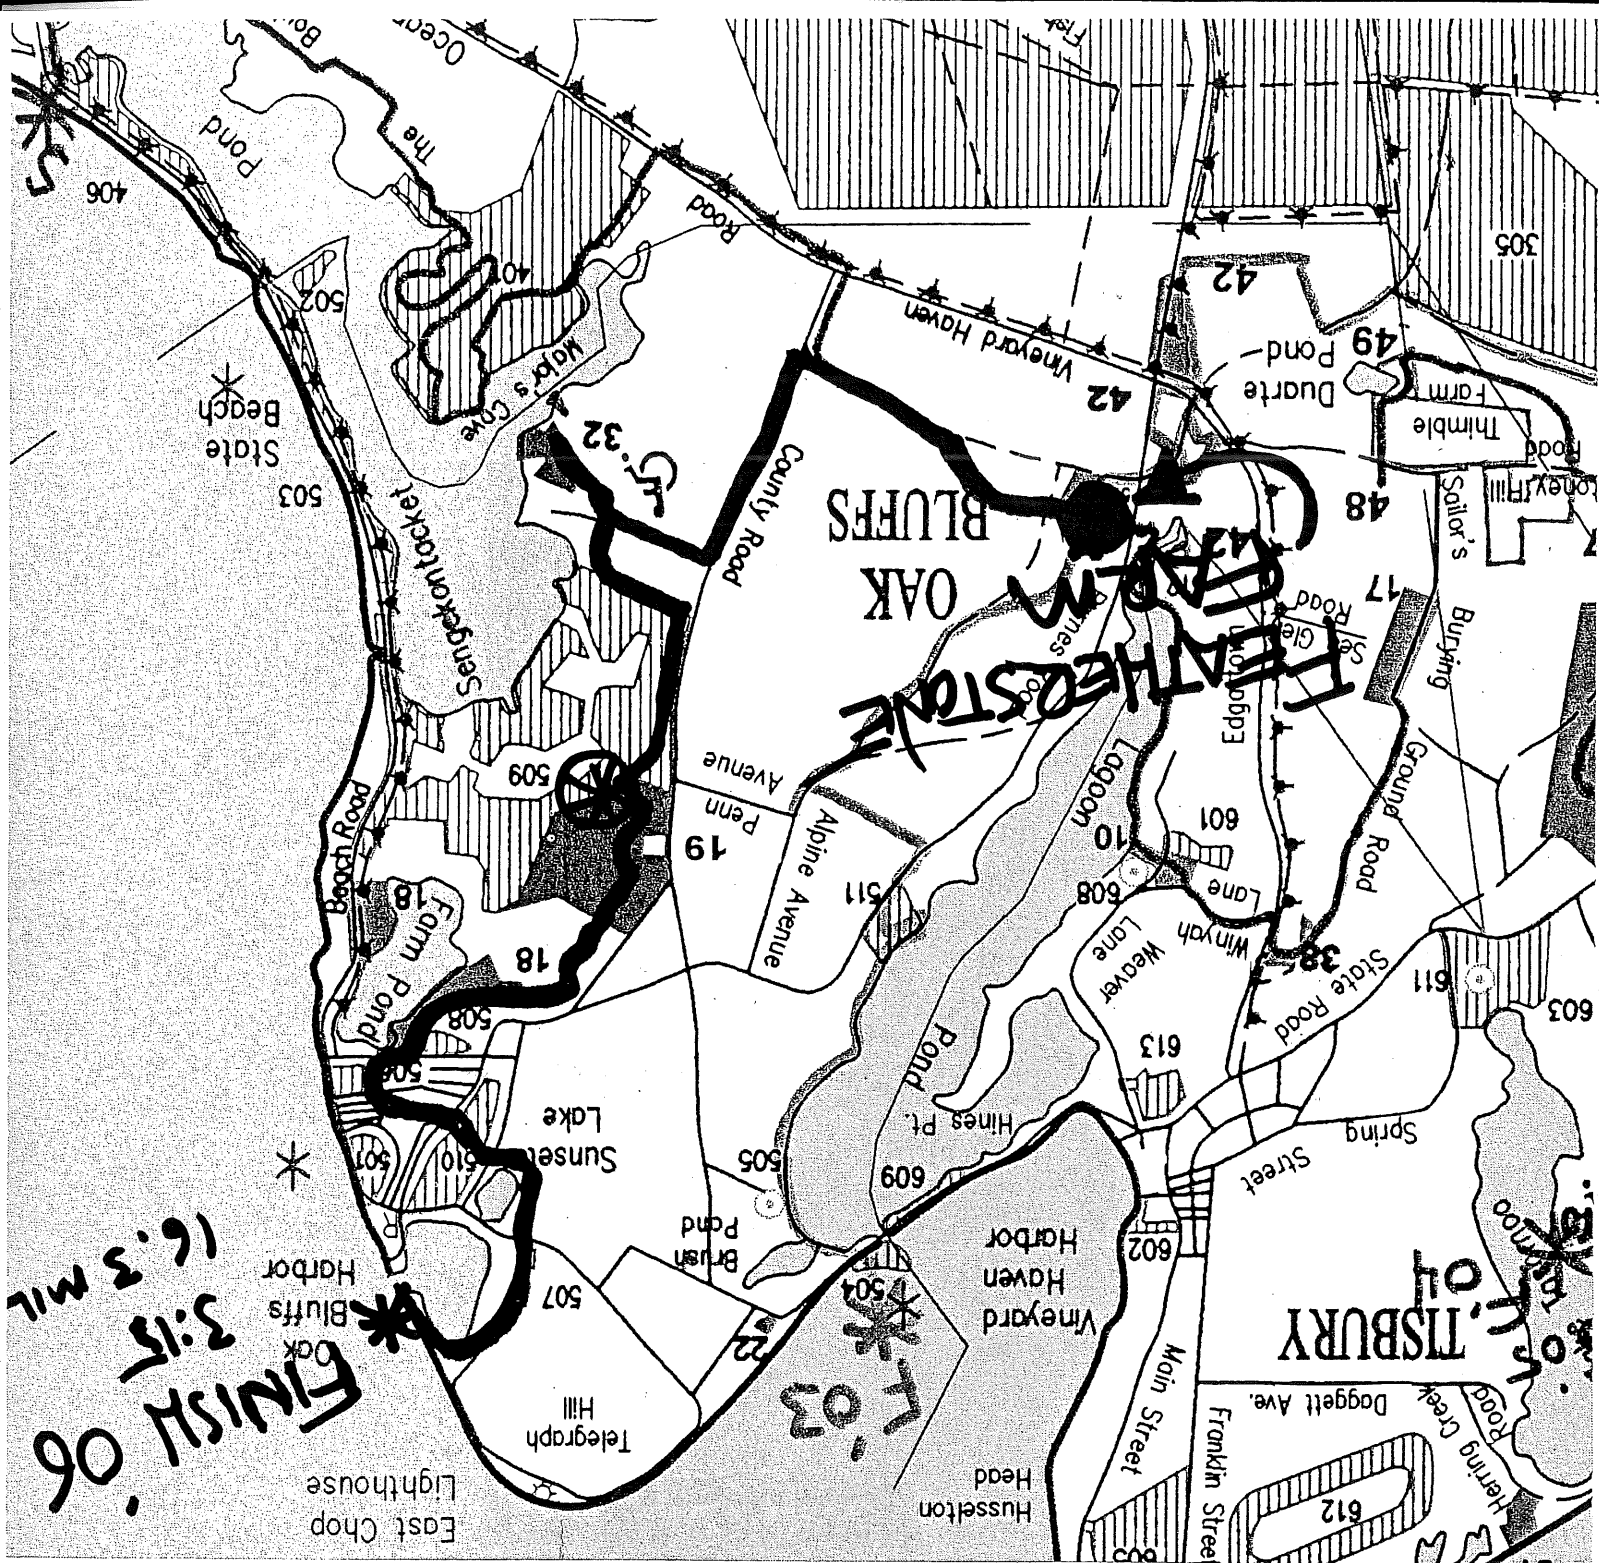 Herring Creek
Road
612
Daggett Ave.
Franklin Street
Main Street
Husselton
Head
East Chop
Lighthouse
Telegraph
Hill
FINISH '06
3:15
16.3 MIL
F '03
TISBURY
F '04
Vineyard
Haven
Harbor
22
504
507
Oak
Bluffs
Harbor
602
Brush
Pond
Spring
Street
609
505
Sunset
Lake
510
501
Hines Pt.
613
603
611
State Road
38
Weaver
Lane
Winyah
Lane
608
10
601
Lagoon
Pond
511
Alpine Avenue
Penn
Avenue
19
508
506
18
Farm Pond
18
Beach Road
509
Burying
Ground
Road
Edgartown
17
FEATHERSTONE
FARM
OAK
BLUFFS
County Road
Sengekontacket
Sailor's
48
Thimble
Farm
49
Duarte
Pond
42
42
Vineyard Haven
Road
32
Major's
Cove
503
State
Beach
502
305
401
The
Pond
406
5